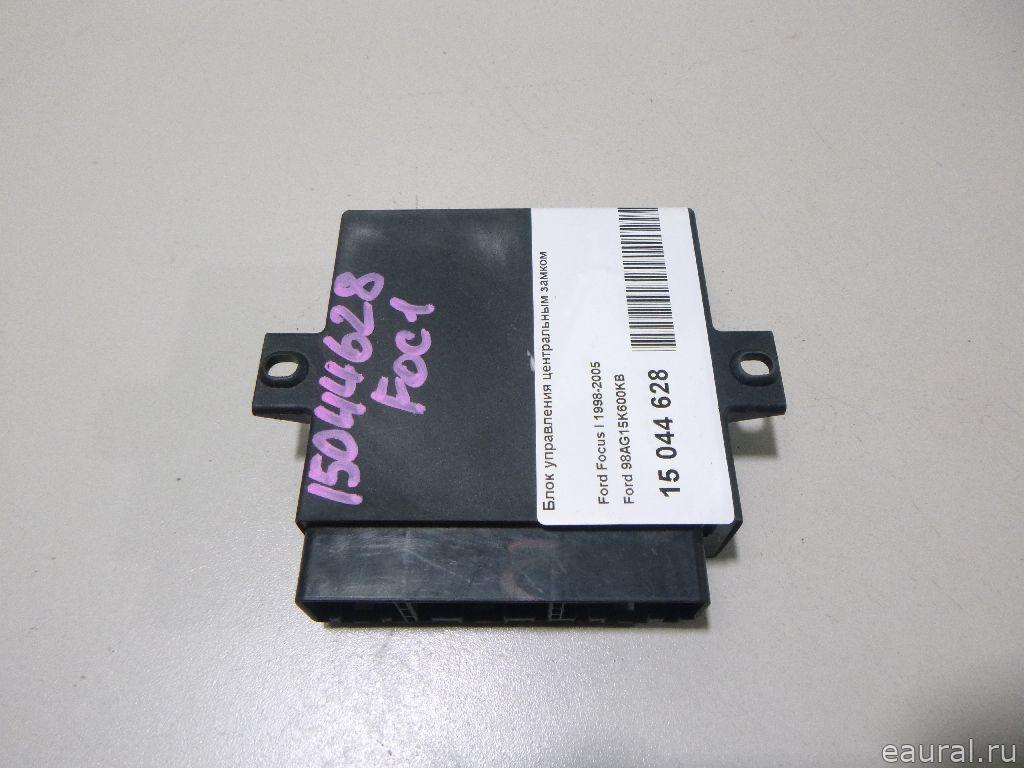 15044628
Foc1
Блок управления центральным замком
Ford Focus I 1998-2005
Ford 98AG15K600KB
15 044 628
eaural.ru